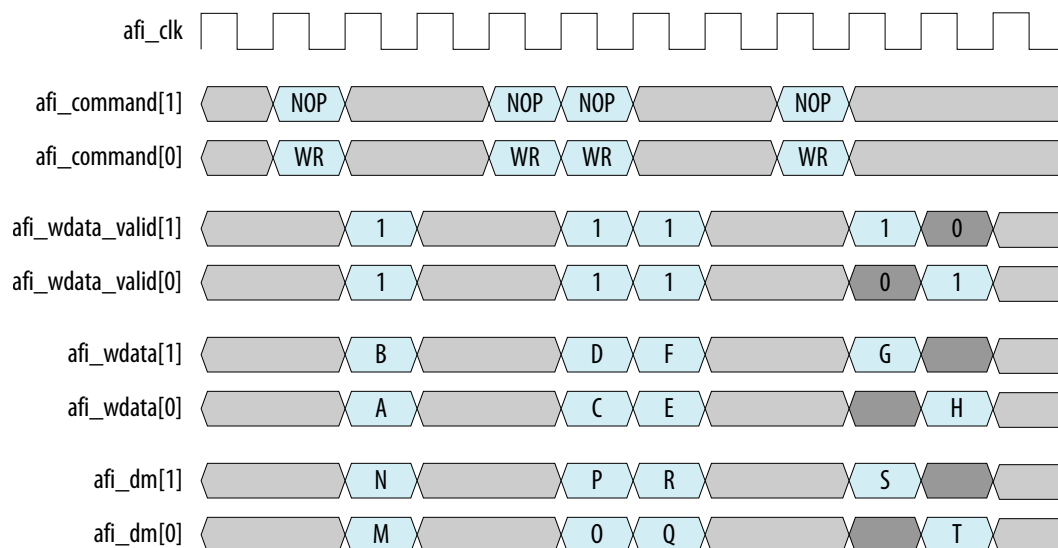 afi_clk
afi_command[1] NOP NOP NOP NOP
afi_command[0] WR WR WR WR
afi_wdata_valid[1] 1 1 1 1 0
afi_wdata_valid[0] 1 1 1 0 1
afi_wdata[1] B D F G
afi_wdata[0] A C E H
afi_dm[1] N P R S
afi_dm[0] M O Q T